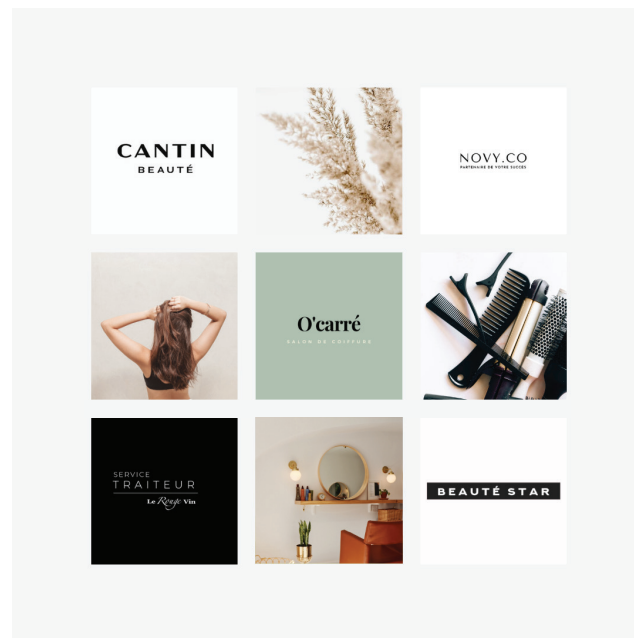 CANTIN
BEAUTÉ
NOVY.CO
PARTENAIRE DE VOTRE SUCCÈS
O'carré
SALON DE COIFFURE
SERVICE
TRAITEUR
Le Rouge Vin
BEAUTÉ STAR